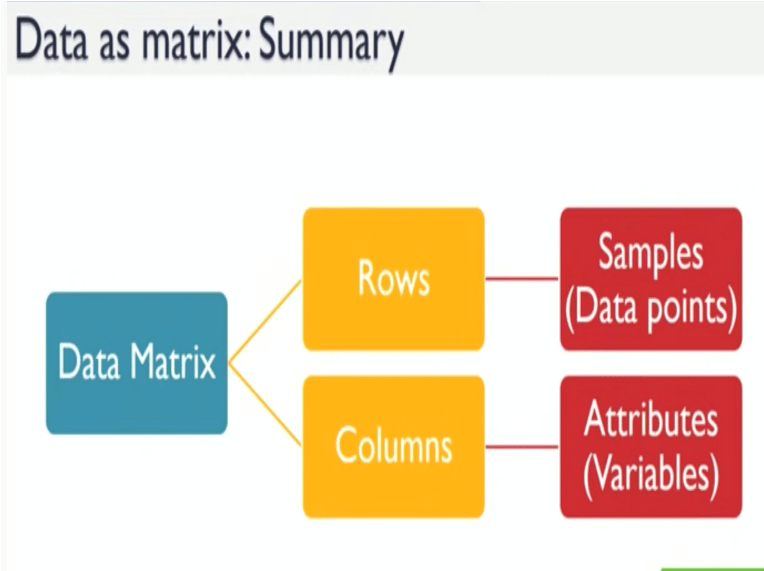 Data as matrix: Summary
Data Matrix
Rows
Samples
(Data points)
Columns
Attributes
(Variables)